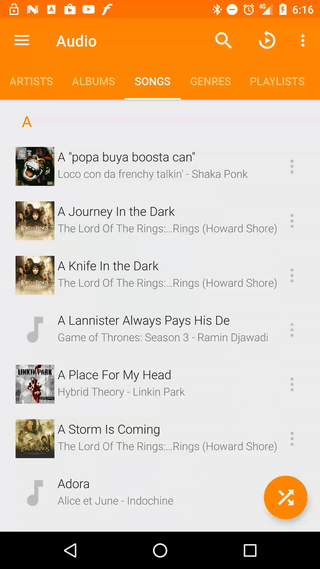 4G
6:16
Audio
ARTISTS ALBUMS SONGS GENRES PLAYLISTS
A
A "popa buya boosta can"
Loco con da frenchy talkin' - Shaka Ponk
A Journey In the Dark
The Lord Of The Rings:...Rings (Howard Shore)
A Knife In the Dark
The Lord Of The Rings:...Rings (Howard Shore)
A Lannister Always Pays His De
Game of Thrones: Season 3 - Ramin Djawadi
LINKIN PARK
A Place For My Head
Hybrid Theory - Linkin Park
A Storm Is Coming
The Lord Of The Rings:...Rings (Howard Shore)
Adora
Alice et June - Indochine